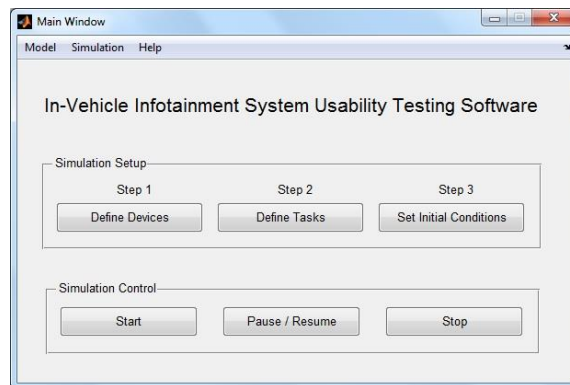 Main Window
Model Simulation Help
In-Vehicle Infotainment System Usability Testing Software
Simulation Setup
Step 1 Step 2 Step 3
Define Devices Define Tasks Set Initial Conditions
Simulation Control
Start Pause / Resume Stop